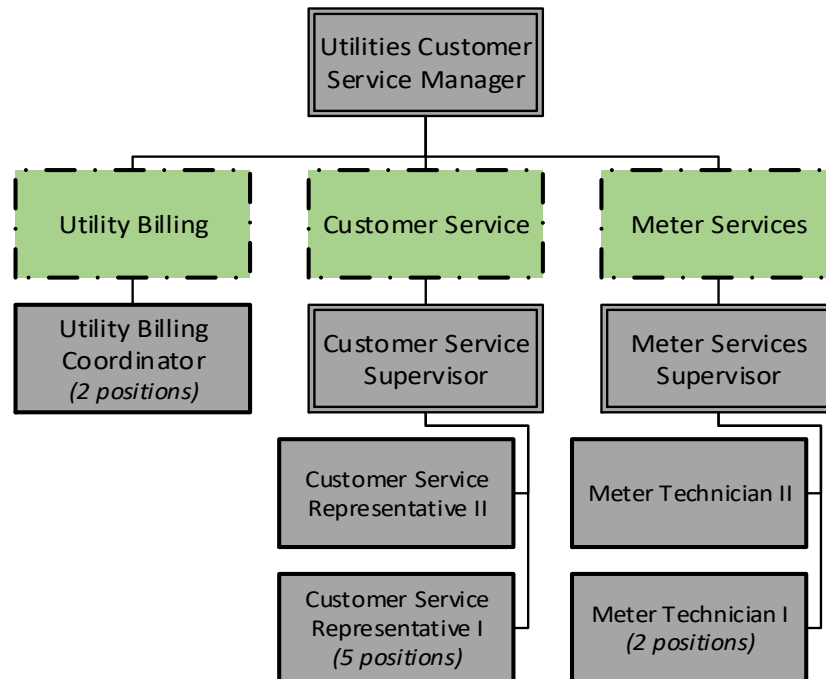 Utilities Customer
Service Manager
Utility Billing
Customer Service
Meter Services
Utility Billing
Coordinator
(2 positions)
Customer Service
Supervisor
Meter Services
Supervisor
Customer Service
Representative II
Meter Technician II
Customer Service
Representative I
(5 positions)
Meter Technician I
(2 positions)